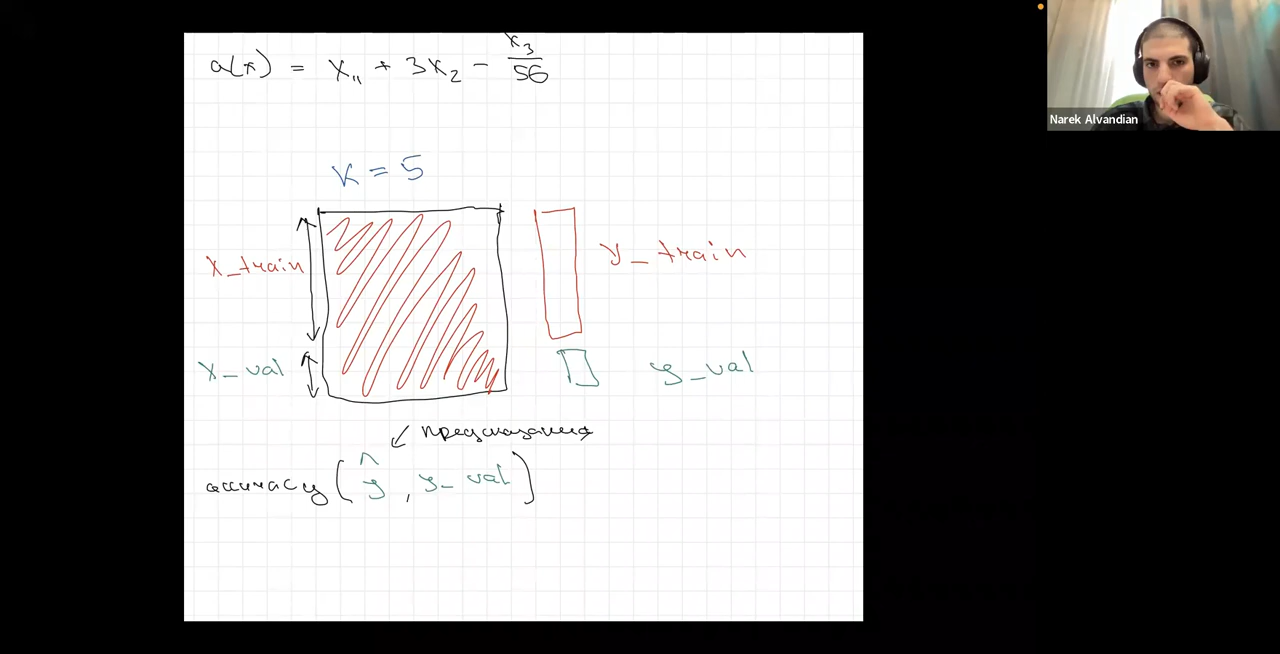 a(x) = x₁₁ + 3x₂ - x₃/56
Narek Alvandian
K = 5
X_train
y_train
X_val
y_val
предсказания
accuracy (ŷ, y_val)